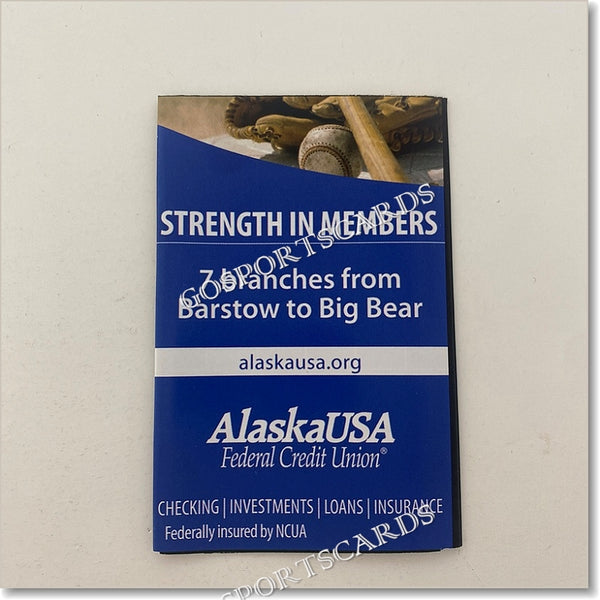 STRENGTH IN MEMBERS
7 branches from
Barstow to Big Bear
GOSPORTSCARDS
alaskausa.org
AlaskaUSA
Federal Credit Union®
CHECKING | INVESTMENTS | LOANS | INSURANCE
Federally insured by NCUA
GOSPORTSCARDS